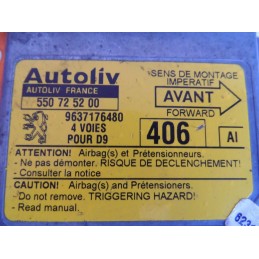 Autoliv
AUTOLIV FRANCE
550 72 52 00
9637176480
4 VOIES
POUR D9
SENS DE MONTAGE
IMPERATIF
AVANT
FORWARD
406
AI
ATTENTION! Airbag(s) et Prétensionneurs.
- Ne pas démonter. RISQUE DE DECLENCHEMENT!
- Consulter la notice
CAUTION! Airbag(s) and Pretensioners.
Do not remove. TRIGGERING HAZARD!
- Read manual.